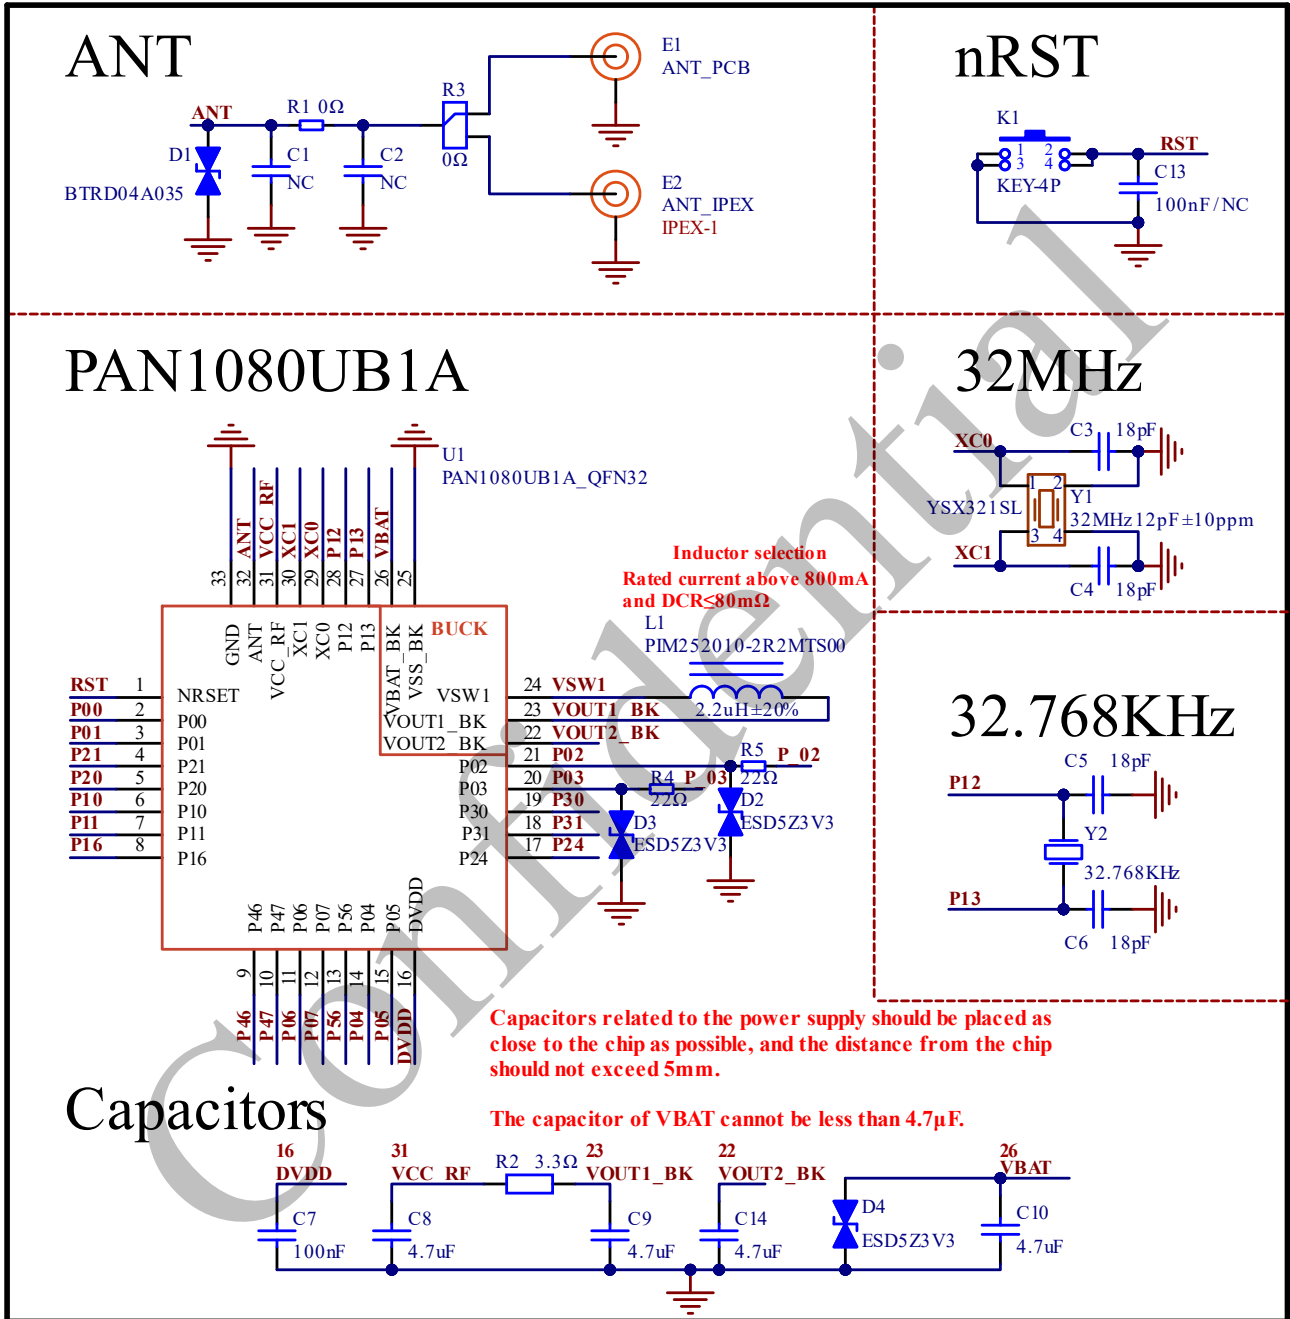 ANT
ANT
R1 0Ω
R3
0Ω
D1
BTRD04A035
C1
NC
C2
NC
E1
ANT_PCB
E2
ANT_IPEX
IPEX-1
nRST
K1
1 2
3 4
KEY-4P
RST
C13
100nF/NC
PAN1080UB1A
U1
PAN1080UB1A_QFN32
33
32 ANT
31 VCC_RF
30 XC1
29 XC0
28 P12
27 P13
26 VBAT
25
GND
ANT
VCC_RF
XC1
XC0
P12
P13
VBAT_BK
VSS_BK
BUCK
RST 1 NRSET
P00 2 P00
P01 3 P01
P21 4 P21
P20 5 P20
P10 6 P10
P11 7 P11
P16 8 P16
VSW1 24 VSW1
VOUT1_BK 23 VOUT1_BK
VOUT2_BK 22 VOUT2_BK
P02 21 P02
P03 20 P03
P30 19 P30
P31 18 P31
P24 17 P24
Inductor selection
Rated current above 800mA
and DCR≤80mΩ
L1
PIM252010-2R2MTS00
2.2uH±20%
R5
22Ω
P_02
R4
22Ω
P_03
D2
ESD5Z3V3
D3
ESD5Z3V3
P46
P47
P06
P07
P56
P04
P05
DVDD
9
10
11
12
13
14
15
16
P46
P47
P06
P07
P56
P04
P05
DVDD
32MHz
XC0
C3 18pF
1 2
3 4
YSX321SL
Y1
32MHz12pF±10ppm
XC1
C4 18pF
32.768KHz
P12
C5 18pF
Y2
32.768KHz
P13
C6 18pF
Capacitors related to the power supply should be placed as
close to the chip as possible, and the distance from the chip
should not exceed 5mm.
The capacitor of VBAT cannot be less than 4.7μF.
Capacitors
16
DVDD
C7
100nF
31
VCC_RF
C8
4.7uF
R2 3.3Ω
23
VOUT1_BK
C9
4.7uF
22
VOUT2_BK
C14
4.7uF
D4
ESD5Z3V3
26
VBAT
C10
4.7uF
Confidential